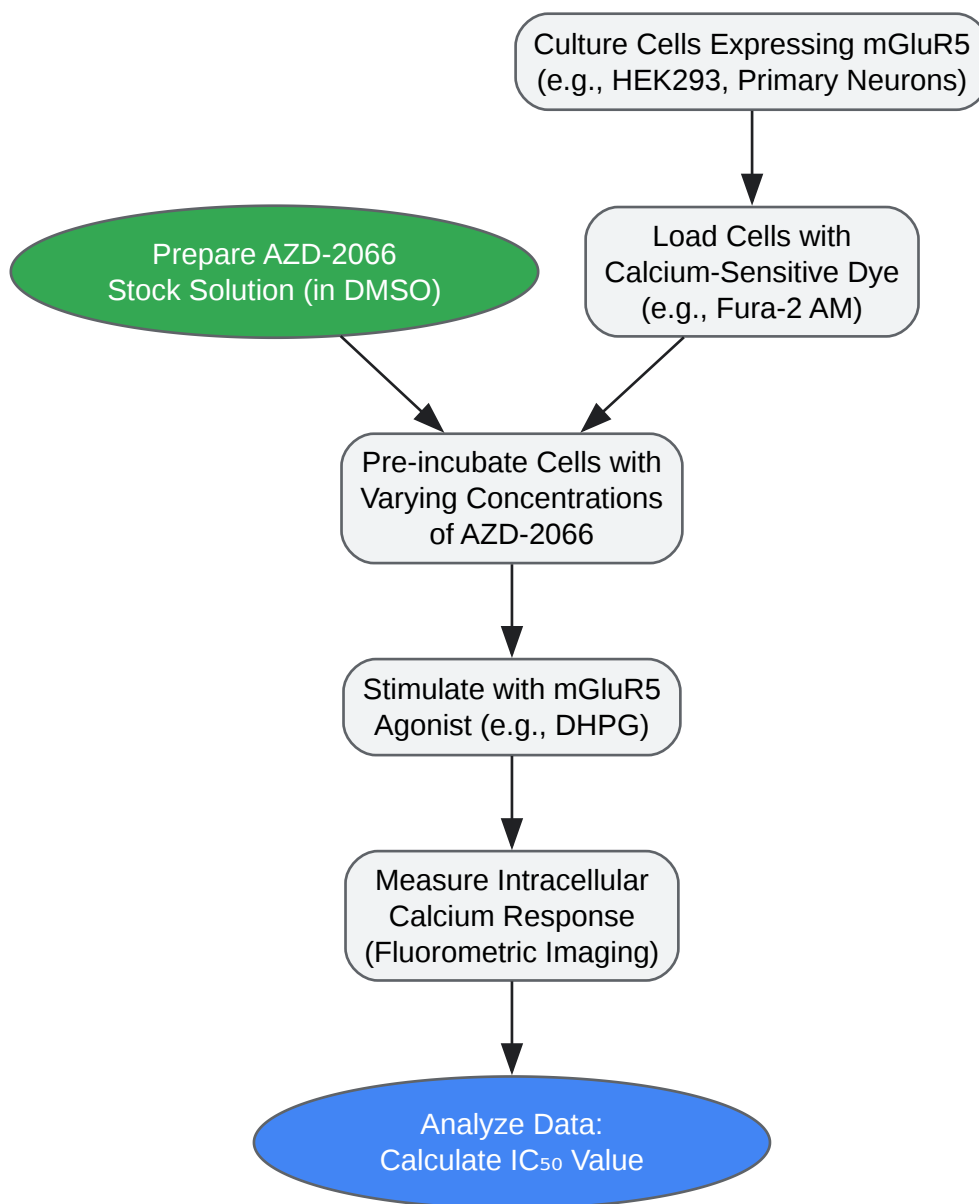 Culture Cells Expressing mGluR5
(e.g., HEK293, Primary Neurons)
Prepare AZD-2066
Stock Solution (in DMSO)
Load Cells with
Calcium-Sensitive Dye
(e.g., Fura-2 AM)
Pre-incubate Cells with
Varying Concentrations
of AZD-2066
Stimulate with mGluR5
Agonist (e.g., DHPG)
Measure Intracellular
Calcium Response
(Fluorometric Imaging)
Analyze Data:
Calculate IC₅₀ Value